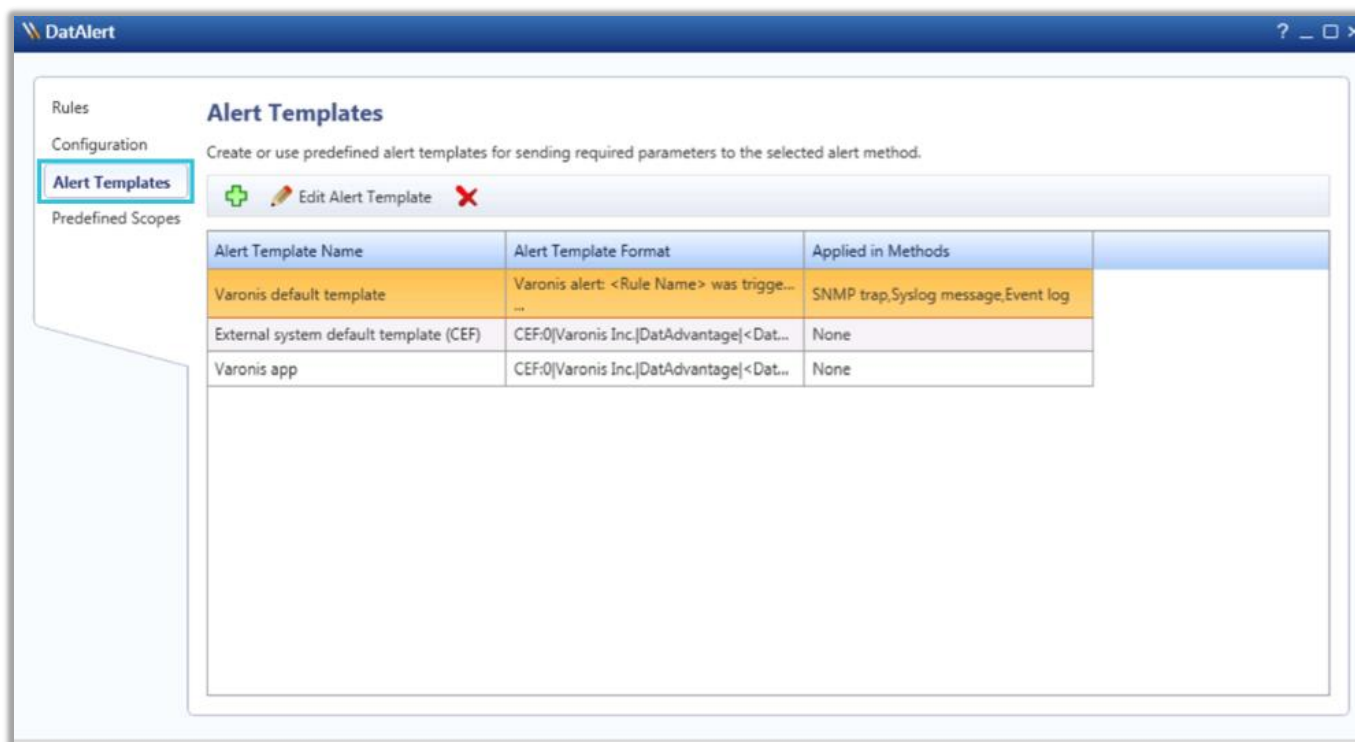 DatAlert
?
Rules
Configuration
Alert Templates
Predefined Scopes
Alert Templates
Create or use predefined alert templates for sending required parameters to the selected alert method.
Edit Alert Template
Alert Template Name Alert Template Format Applied in Methods
Varonis default template Varonis alert: <Rule Name> was trigge... SNMP trap,Syslog message,Event log
...
External system default template (CEF) CEF:0|Varonis Inc.|DatAdvantage|<Dat... None
Varonis app CEF:0|Varonis Inc.|DatAdvantage|<Dat... None